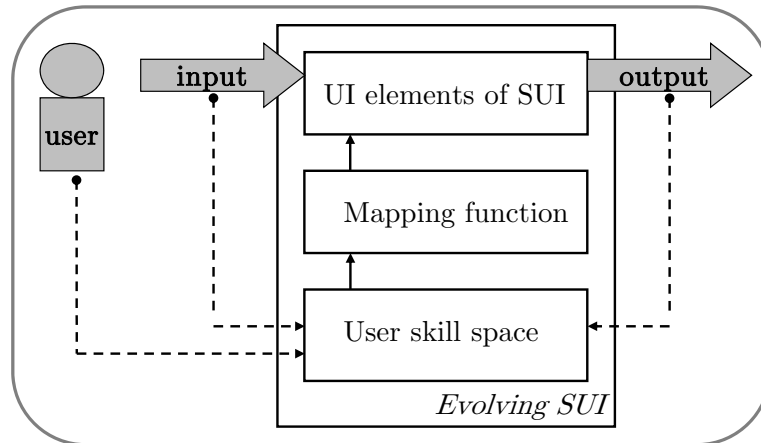 input
UI elements of SUI
output
user
Mapping function
User skill space
Evolving SUI